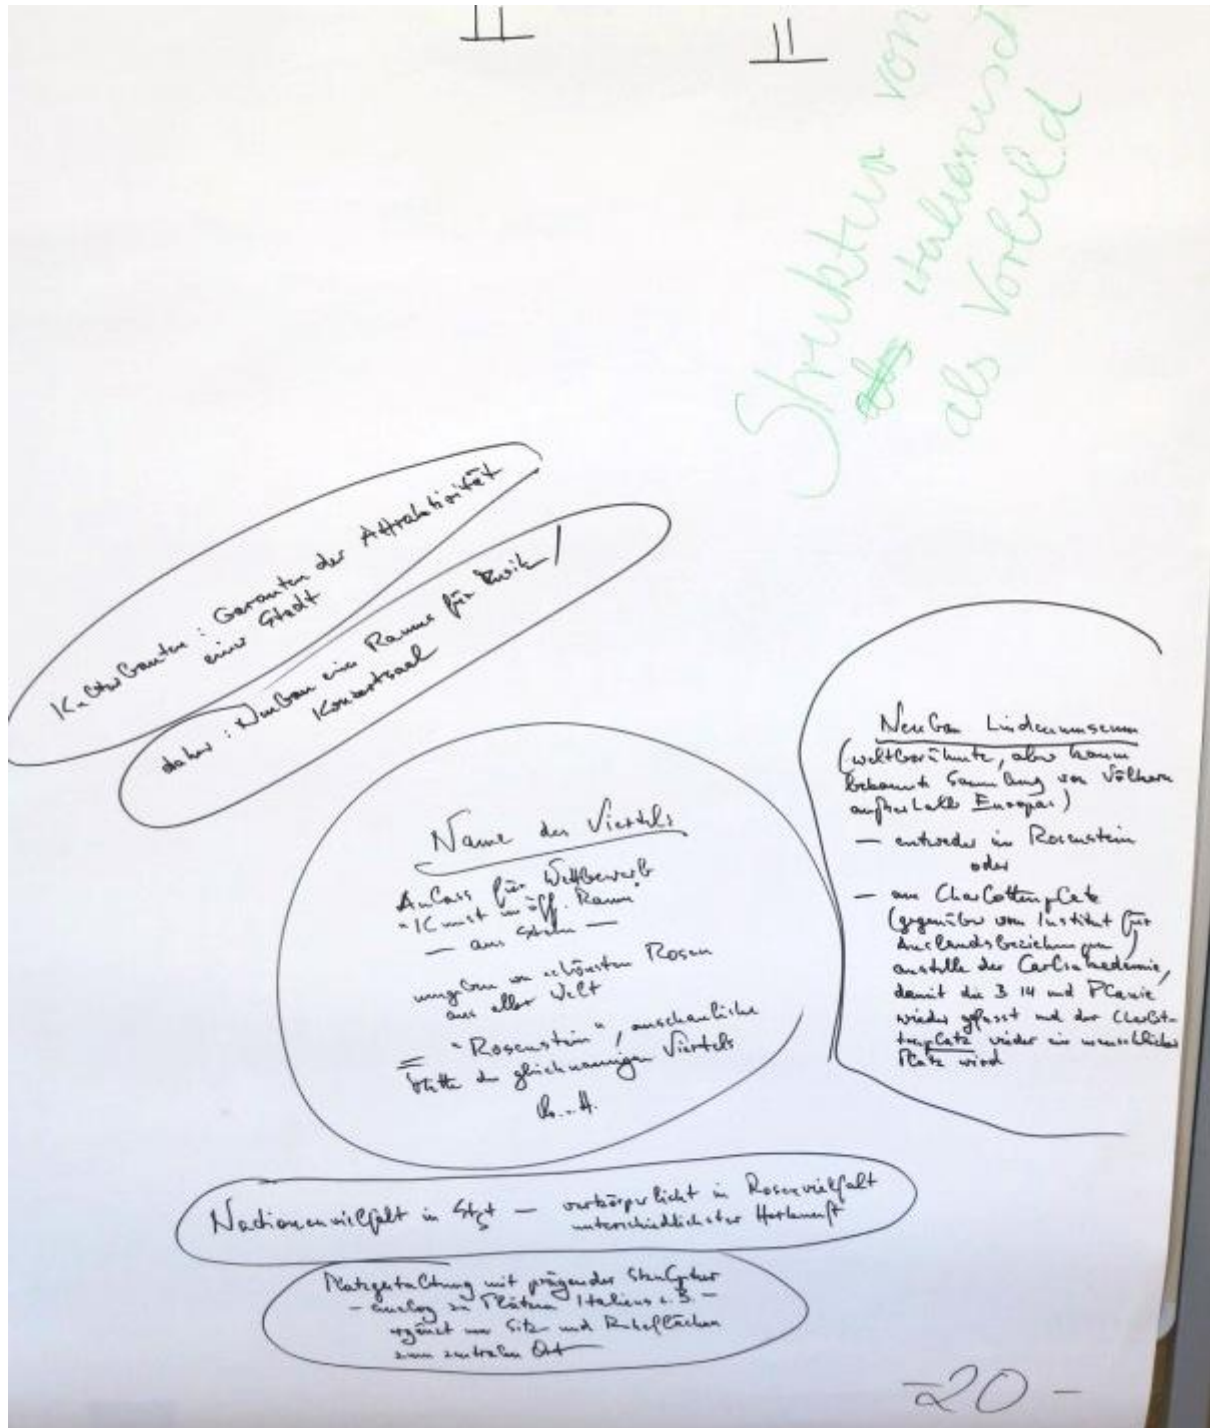 Struktur von
italienisch
als Vorbild
Kulturbauten: Garanten der Attraktivität
einer Stadt
daher: Neubau eines Raums für Musik/
Konzertsaal
Name des Viertels
Anlass für Wettbewerb
"Kunst im öff. Raum"
— aus Stein —
umgeben von schönsten Rosen
aus aller Welt
= "Rosenstein", anschauliche
Stätte des gleichnamigen Viertels
Neubau Lindenmuseum
(weltberühmte, aber kaum
bekannte Sammlung von Völkern
außerhalb Europas)
— entweder im Rosenstein
oder
— am Charlottenplatz
(gegenüber vom Institut für
Auslandsbeziehungen)
anstelle der Carlsakademie,
damit die B 14 und Planie
wieder gefasst und der Charlot-
tenplatz wieder ein menschlicher
Platz wird
Nationenvielfalt in Stgt — verkörperlicht in Rosenvielfalt
unterschiedlichster Herkunft
Platzgestaltung mit prägender Skulptur
— analog zu Plätzen Italiens z.B. —
ergänzt um Sitz und Ruheflächen
zum zentralen Ort
-20-